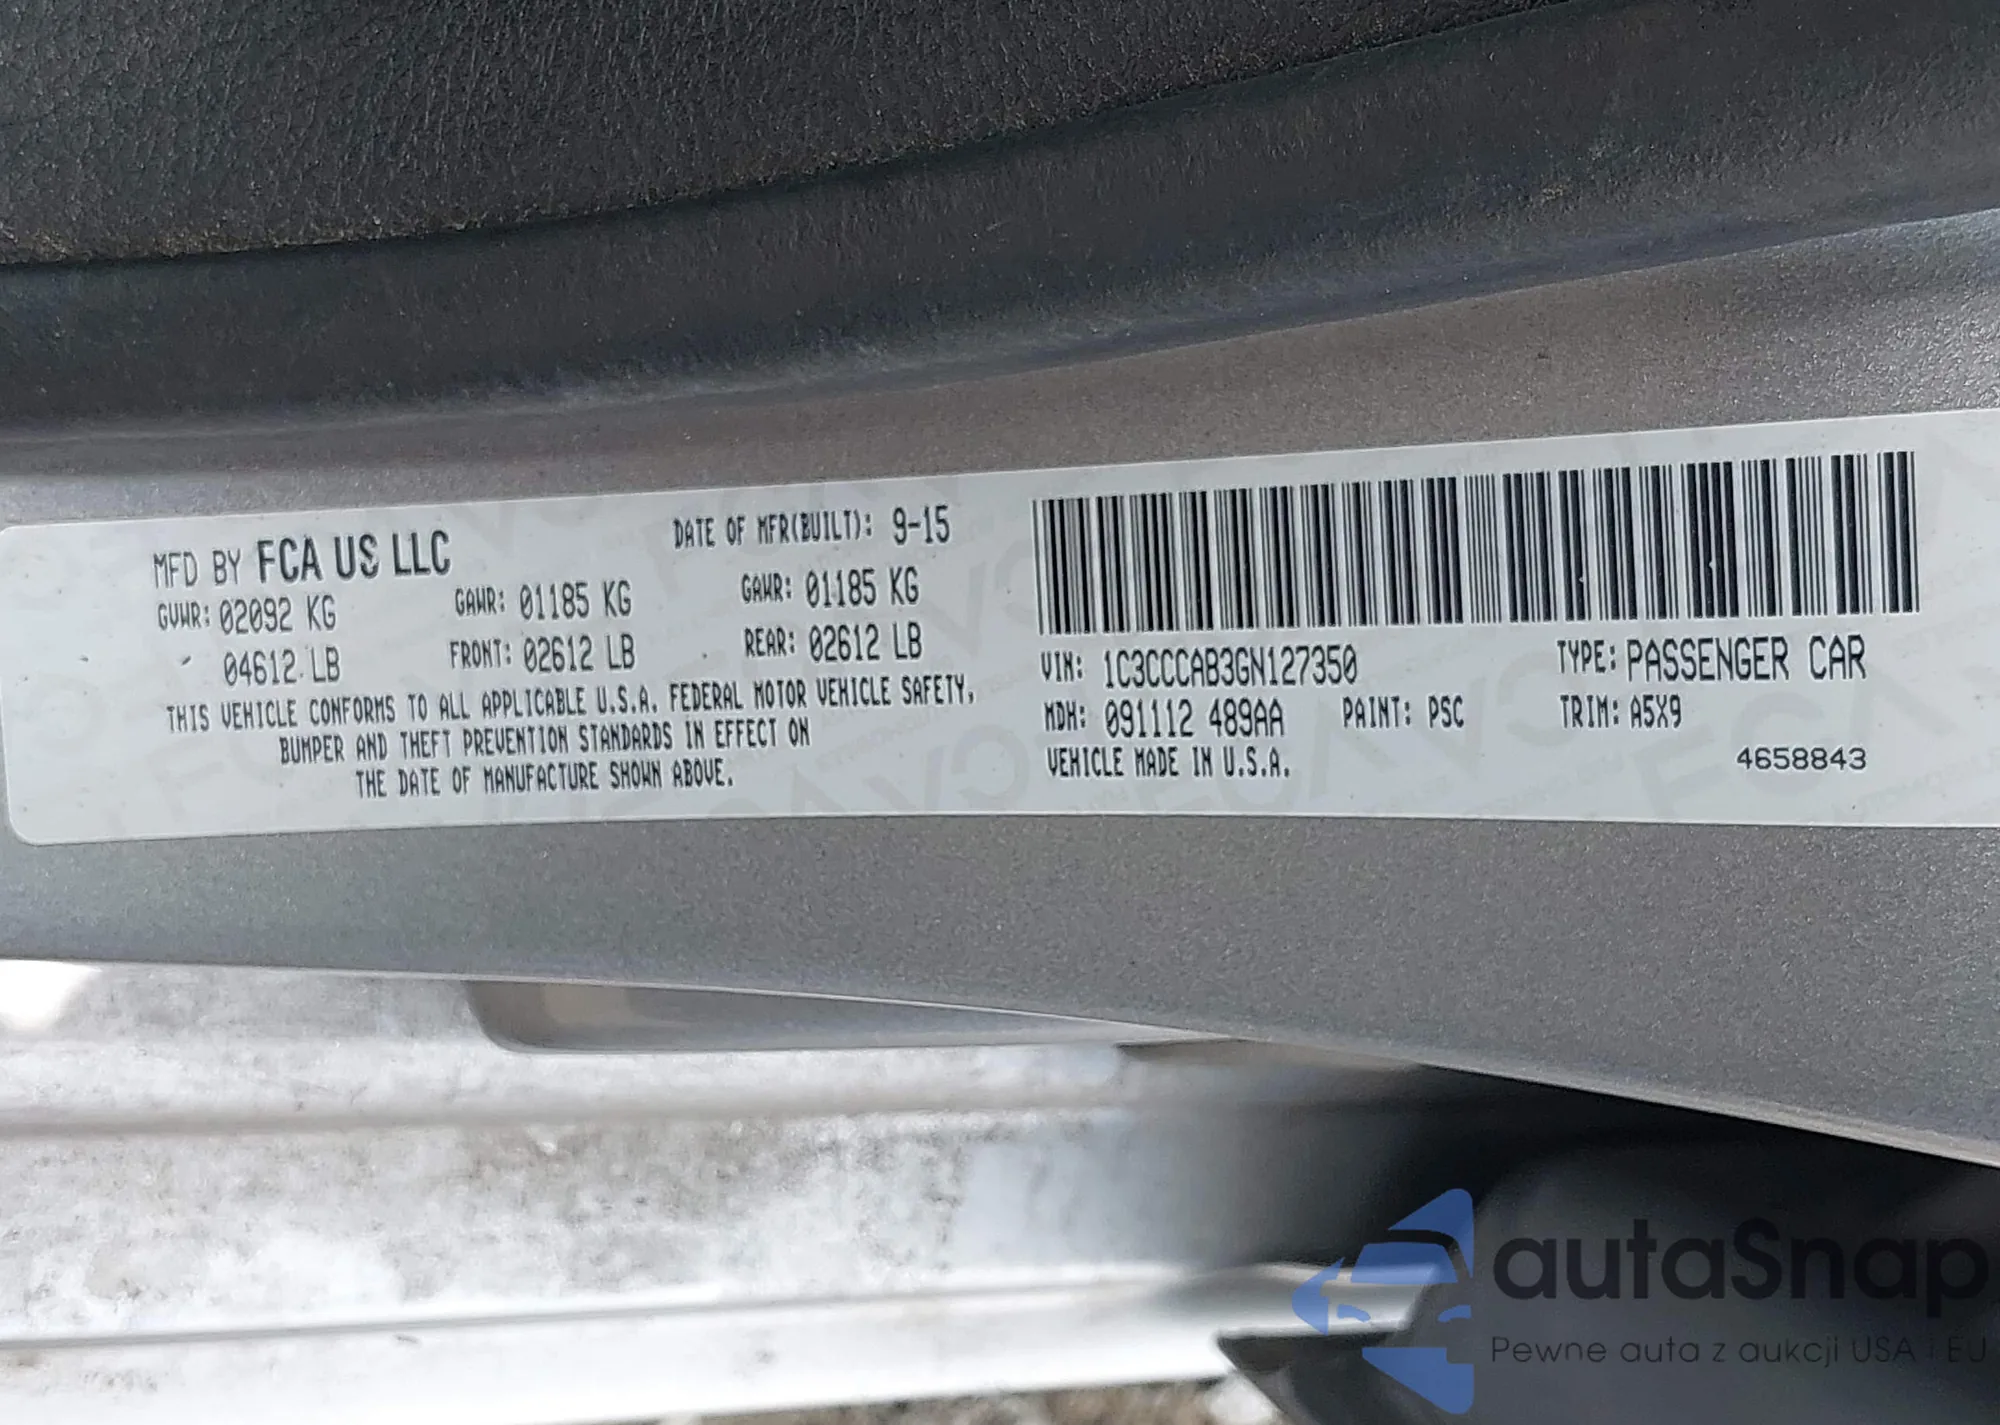 MFD BY FCA US LLC DATE OF MFR(BUILT): 9-15
GVWR: 02092 KG GAWR: 01185 KG GAWR: 01185 KG
04612 LB FRONT: 02612 LB REAR: 02612 LB
THIS VEHICLE CONFORMS TO ALL APPLICABLE U.S.A. FEDERAL MOTOR VEHICLE SAFETY,
BUMPER AND THEFT PREVENTION STANDARDS IN EFFECT ON
THE DATE OF MANUFACTURE SHOWN ABOVE.
VIN: 1C3CCCAB3GN127350 TYPE: PASSENGER CAR
MDH: 091112 489AA PAINT: PSC TRIM: A5X9
VEHICLE MADE IN U.S.A.
4658843
autaSnap
Pewne auta z aukcji USA i EU